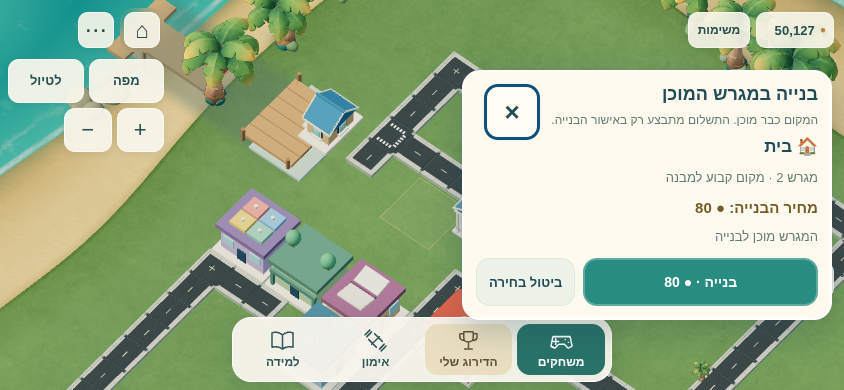 50,127
משימות
מפה
לטיול
+
−
בנייה במגרש המוכן
המקום כבר מוכן. התשלום מתבצע רק באישור הבנייה.
בית
מגרש 2 · מקום קבוע למבנה
מחיר הבנייה: ● 80
המגרש מוכן לבנייה
בנייה · ● 80
ביטול בחירה
משחקים
הדירוג שלי
אימון
למידה